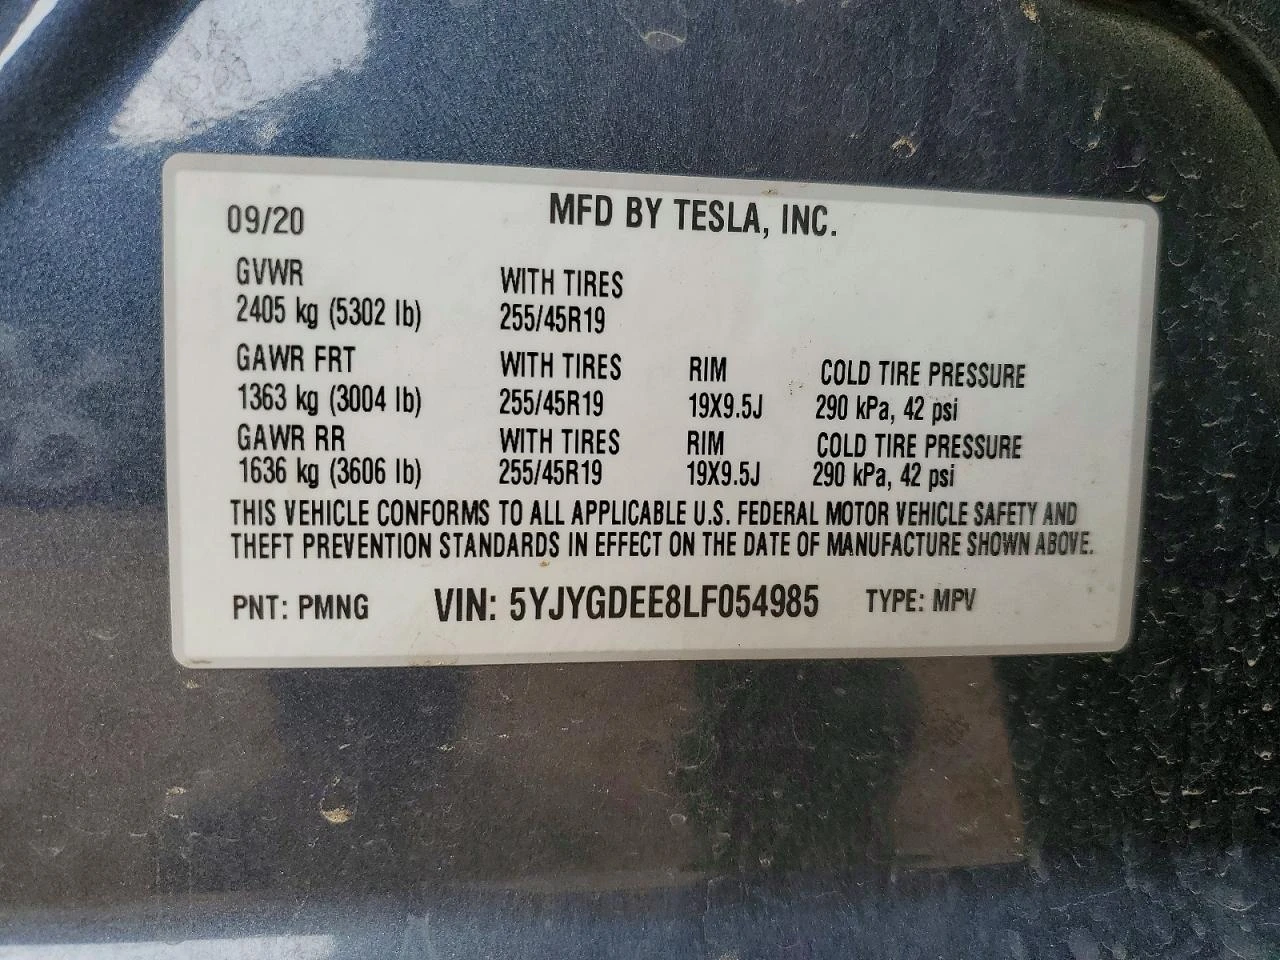 09/20 MFD BY TESLA, INC.
GVWR WITH TIRES
2405 kg (5302 lb) 255/45R19
GAWR FRT WITH TIRES RIM COLD TIRE PRESSURE
1363 kg (3004 lb) 255/45R19 19X9.5J 290 kPa, 42 psi
GAWR RR WITH TIRES RIM COLD TIRE PRESSURE
1636 kg (3606 lb) 255/45R19 19X9.5J 290 kPa, 42 psi
THIS VEHICLE CONFORMS TO ALL APPLICABLE U.S. FEDERAL MOTOR VEHICLE SAFETY AND
THEFT PREVENTION STANDARDS IN EFFECT ON THE DATE OF MANUFACTURE SHOWN ABOVE.
PNT: PMNG VIN: 5YJYGDEE8LF054985 TYPE: MPV